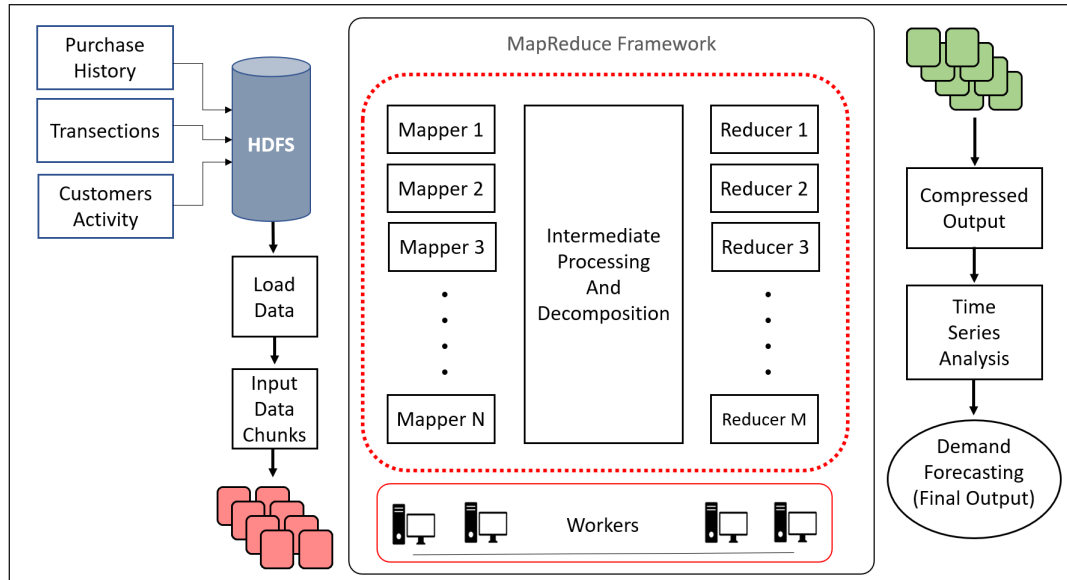 Purchase
History
Transections
Customers
Activity
HDFS
Load
Data
Input
Data
Chunks
MapReduce Framework
Mapper 1
Mapper 2
Mapper 3
Mapper N
Intermediate
Processing
And
Decomposition
Reducer 1
Reducer 2
Reducer 3
Reducer M
Workers
Compressed
Output
Time
Series
Analysis
Demand
Forecasting
(Final Output)